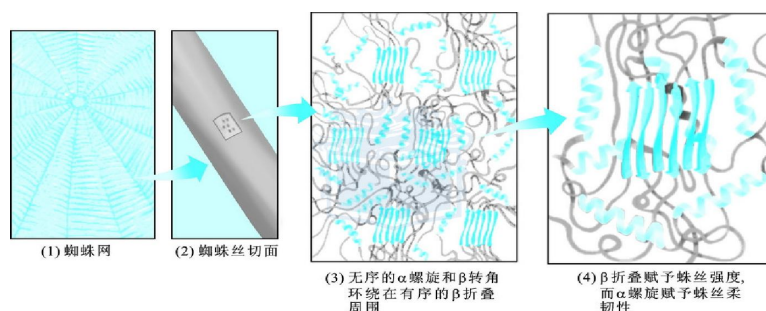 (1) 蜘蛛网
(2) 蜘蛛丝切面
(3) 无序的α螺旋和β转角
环绕在有序的β折叠
周围
(4) β折叠赋予蛛丝强度,
而α螺旋赋予蛛丝柔
韧性